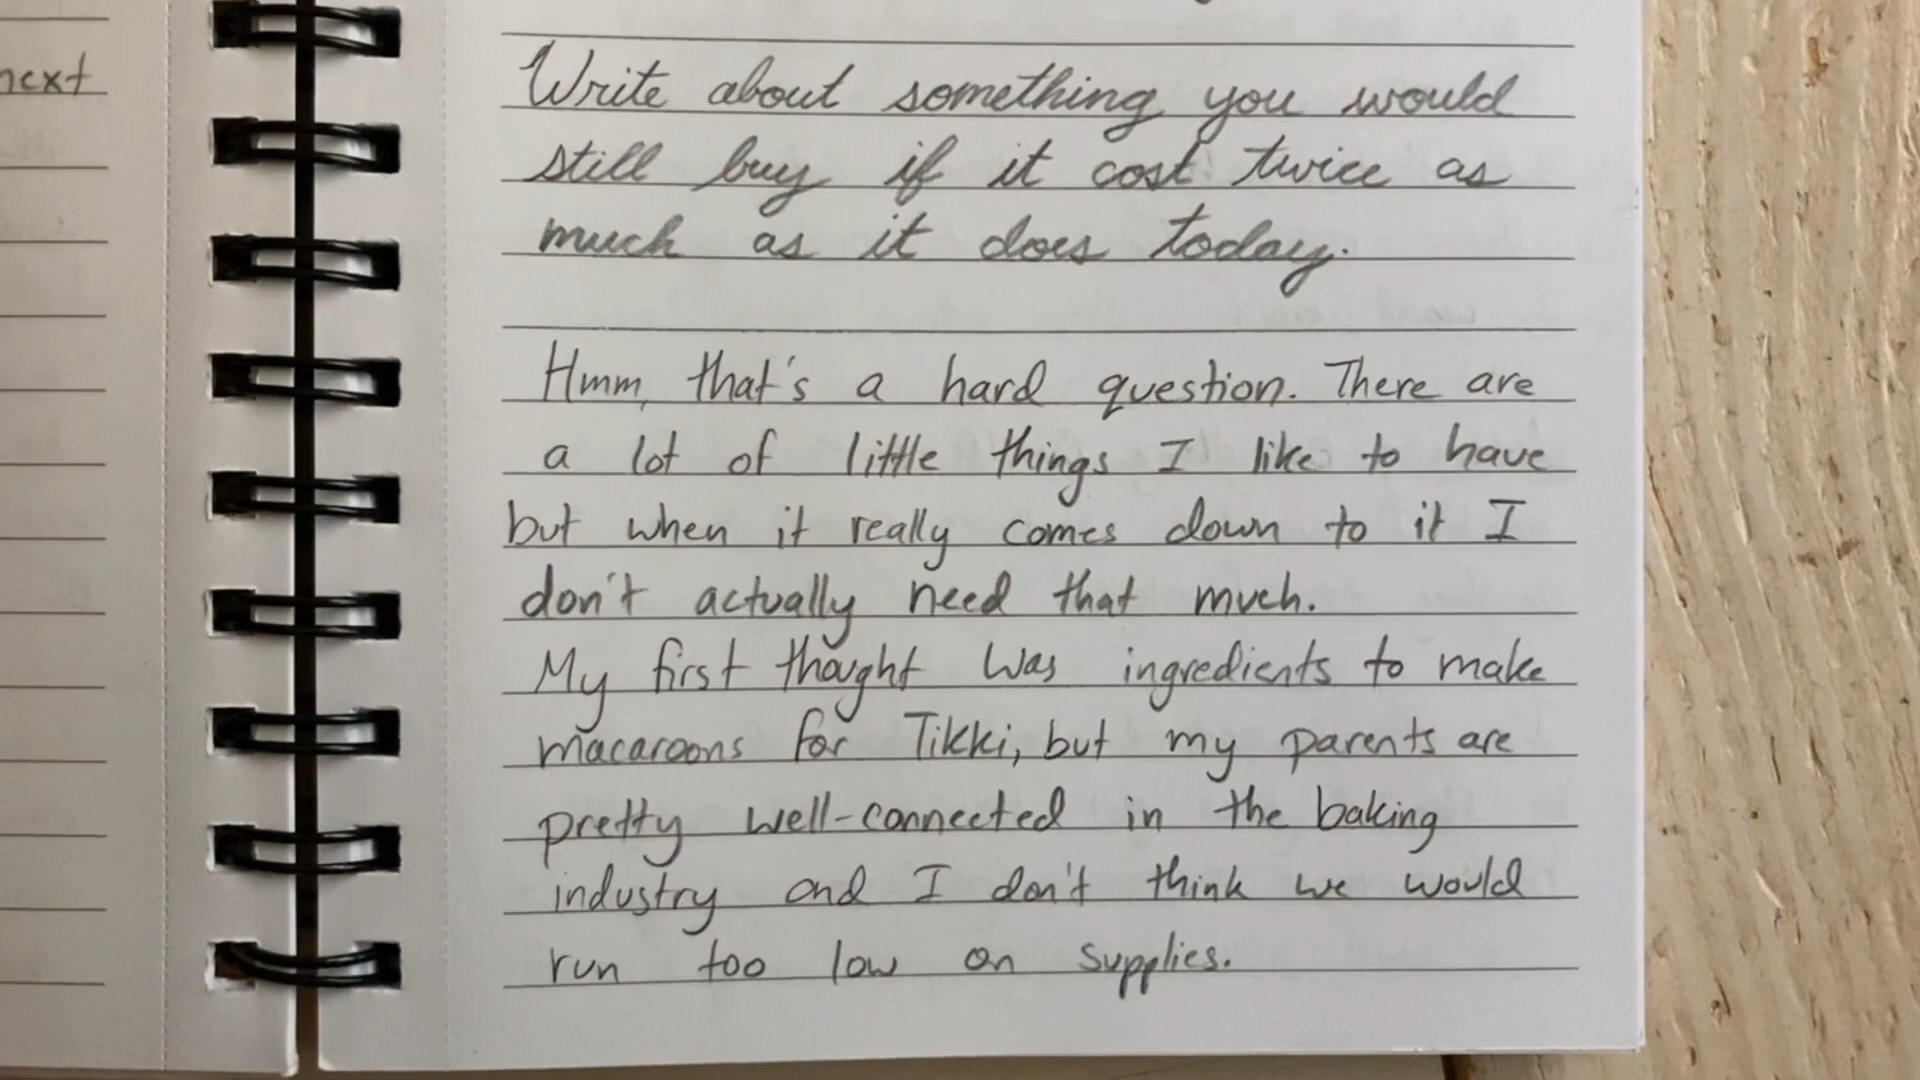 next
Write about something you would
still buy if it cost twice as
much as it does today.
Hmm, that's a hard question. There are
a lot of little things I like to have
but when it really comes down to it I
don't actually need that much.
My first thought was ingredients to make
macaroons for Tikki, but my parents are
pretty well-connected in the baking
industry and I don't think we would
run too low on supplies.